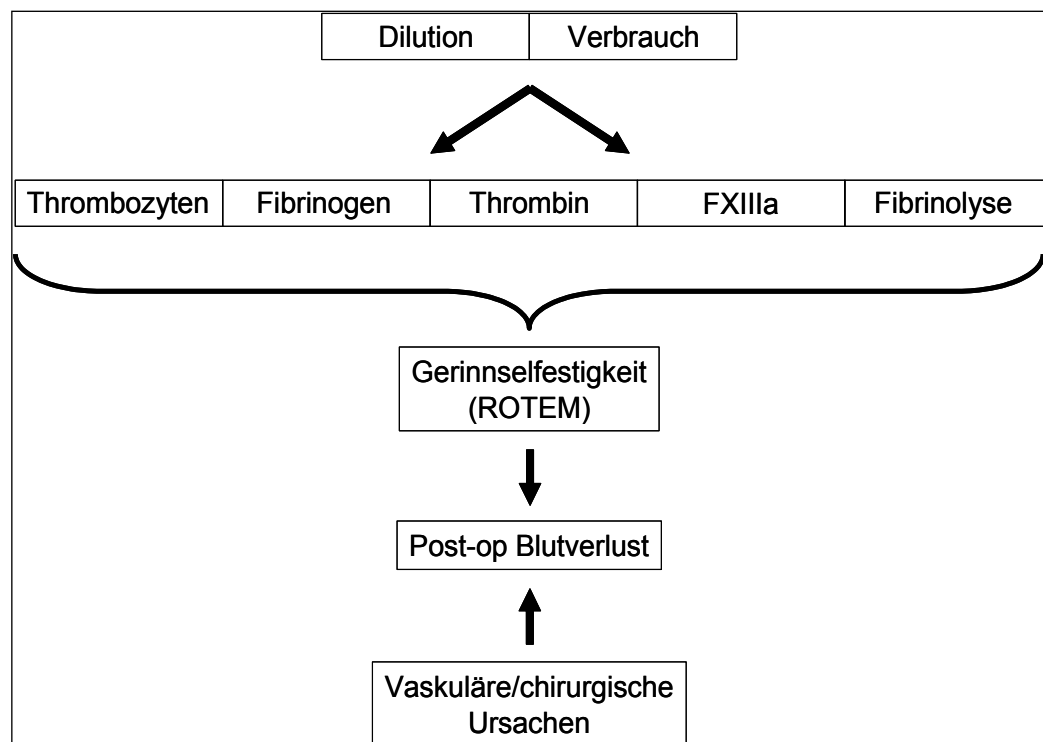 Dilution Verbrauch
Thrombozyten Fibrinogen Thrombin FXIIIa Fibrinolyse
Gerinnselfestigkeit
(ROTEM)
Post-op Blutverlust
Vaskuläre/chirurgische
Ursachen